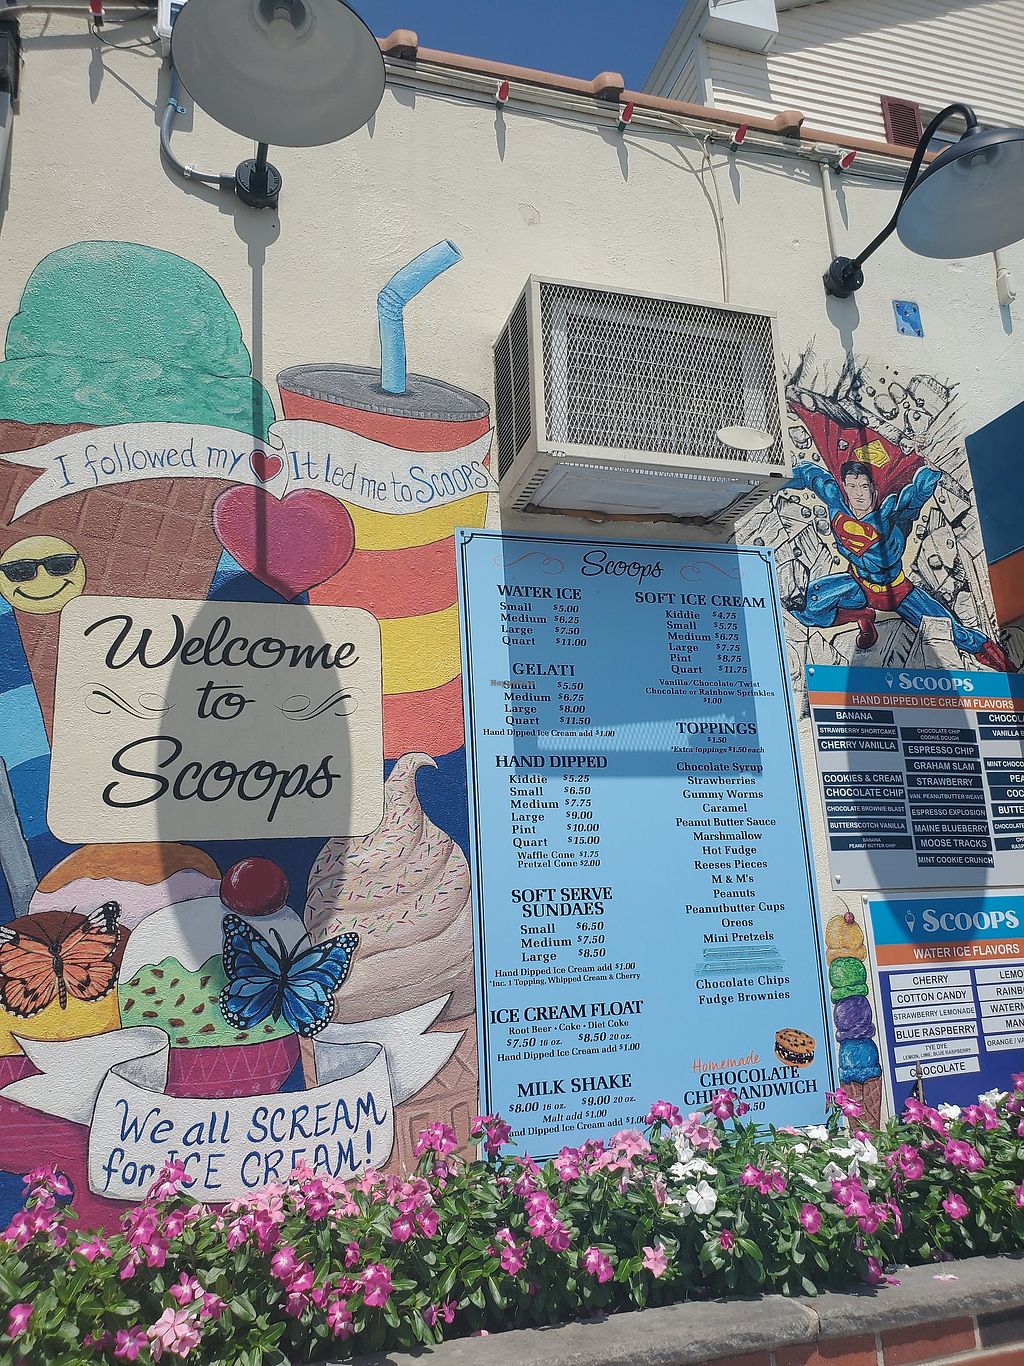 I followed my
It led me to Scoops
Welcome
to
Scoops
We all SCREAM
for ICE CREAM!
Scoops
WATER ICE
Small $5.00
Medium $6.25
Large $7.50
Quart $11.00
GELATI
Small $5.50
Medium $6.75
Large $8.00
Quart $11.50
Hand Dipped Ice Cream add $1.00
HAND DIPPED
Kiddie $5.25
Small $6.50
Medium $7.75
Large $9.00
Pint $10.00
Quart $15.00
Waffle Cone $1.75
Pretzel Cone $2.00
SOFT SERVE
SUNDAES
Small $6.50
Medium $7.50
Large $8.50
Hand Dipped Ice Cream add $1.00
*Inc. 1 Topping, Whipped Cream & Cherry
ICE CREAM FLOAT
Root Beer • Coke • Diet Coke
$7.50 16 oz. $8.50 20 oz.
Hand Dipped Ice Cream add $1.00
MILK SHAKE
$8.00 16 oz. $9.00 20 oz.
Malt add $1.00
Dipped Ice Cream add $1.00
SOFT ICE CREAM
Kiddie $4.75
Small $5.75
Medium $6.75
Large $7.75
Pint $8.75
Quart $11.75
Vanilla/Chocolate/Twist
Chocolate or Rainbow Sprinkles
$1.00
TOPPINGS
$1.50
*Extra toppings $1.50 each
Chocolate Syrup
Strawberries
Gummy Worms
Caramel
Peanut Butter Sauce
Marshmallow
Hot Fudge
Reeses Pieces
M & M's
Peanuts
Peanutbutter Cups
Oreos
Mini Pretzels
Chocolate Chips
Fudge Brownies
Homemade
CHOCOLATE
CHIP SANDWICH
S
SCOOPS
HAND DIPPED ICE CREAM FLAVORS
BANANA
STRAWBERRY SHORTCAKE
CHERRY VANILLA
COOKIES & CREAM
CHOCOLATE CHIP
CHOCOLATE BROWNIE BLAST
BUTTERSCOTCH VANILLA
BANANA
PEANUT BUTTER CHIP
CHOCOLATE CHIP
COOKIE DOUGH
ESPRESSO CHIP
GRAHAM SLAM
STRAWBERRY
VAN. PEANUTBUTTER WEAVE
ESPRESSO EXPLOSION
MAINE BLUEBERRY
MOOSE TRACKS
MINT COOKIE CRUNCH
SCOOPS
WATER ICE FLAVORS
CHERRY
COTTON CANDY
STRAWBERRY LEMONADE
BLUE RASPBERRY
TYE DYE
LEMON, LIME, BLUE RASPBERRY
CHOCOLATE